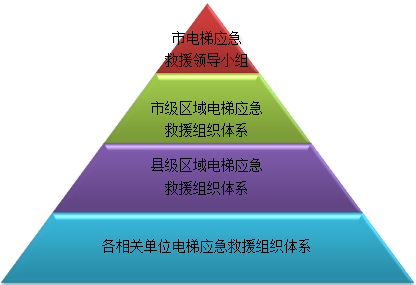 市电梯应急
救援领导小组
市级区域电梯应急
救援组织体系
县级区域电梯应急
救援组织体系
各相关单位电梯应急救援组织体系